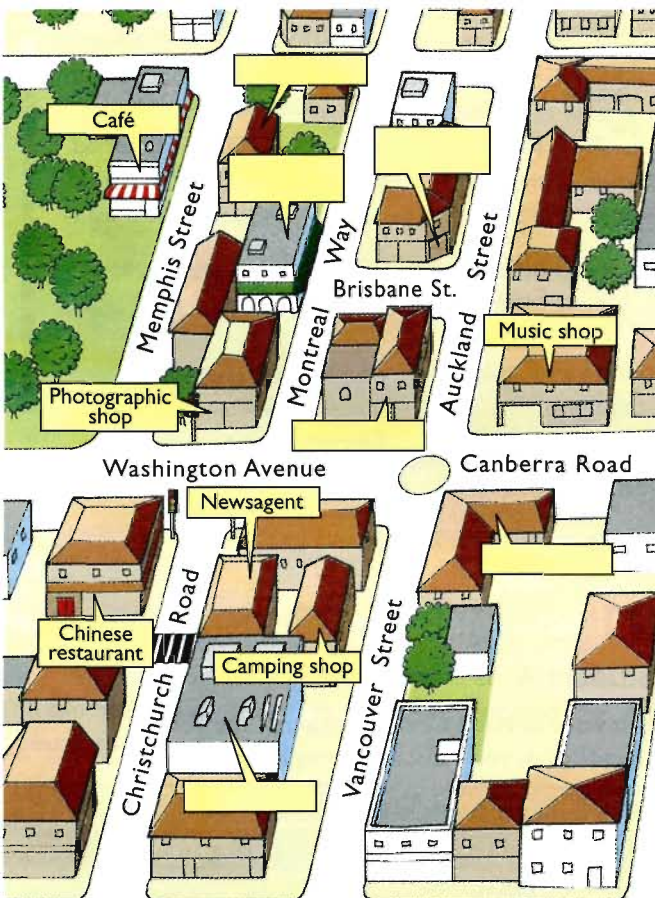 Café
Memphis Street
Montreal Way
Brisbane St.
Auckland Street
Music shop
Photographic
shop
Washington Avenue
Canberra Road
Newsagent
Chinese
restaurant
Christchurch Road
Camping shop
Vancouver Street